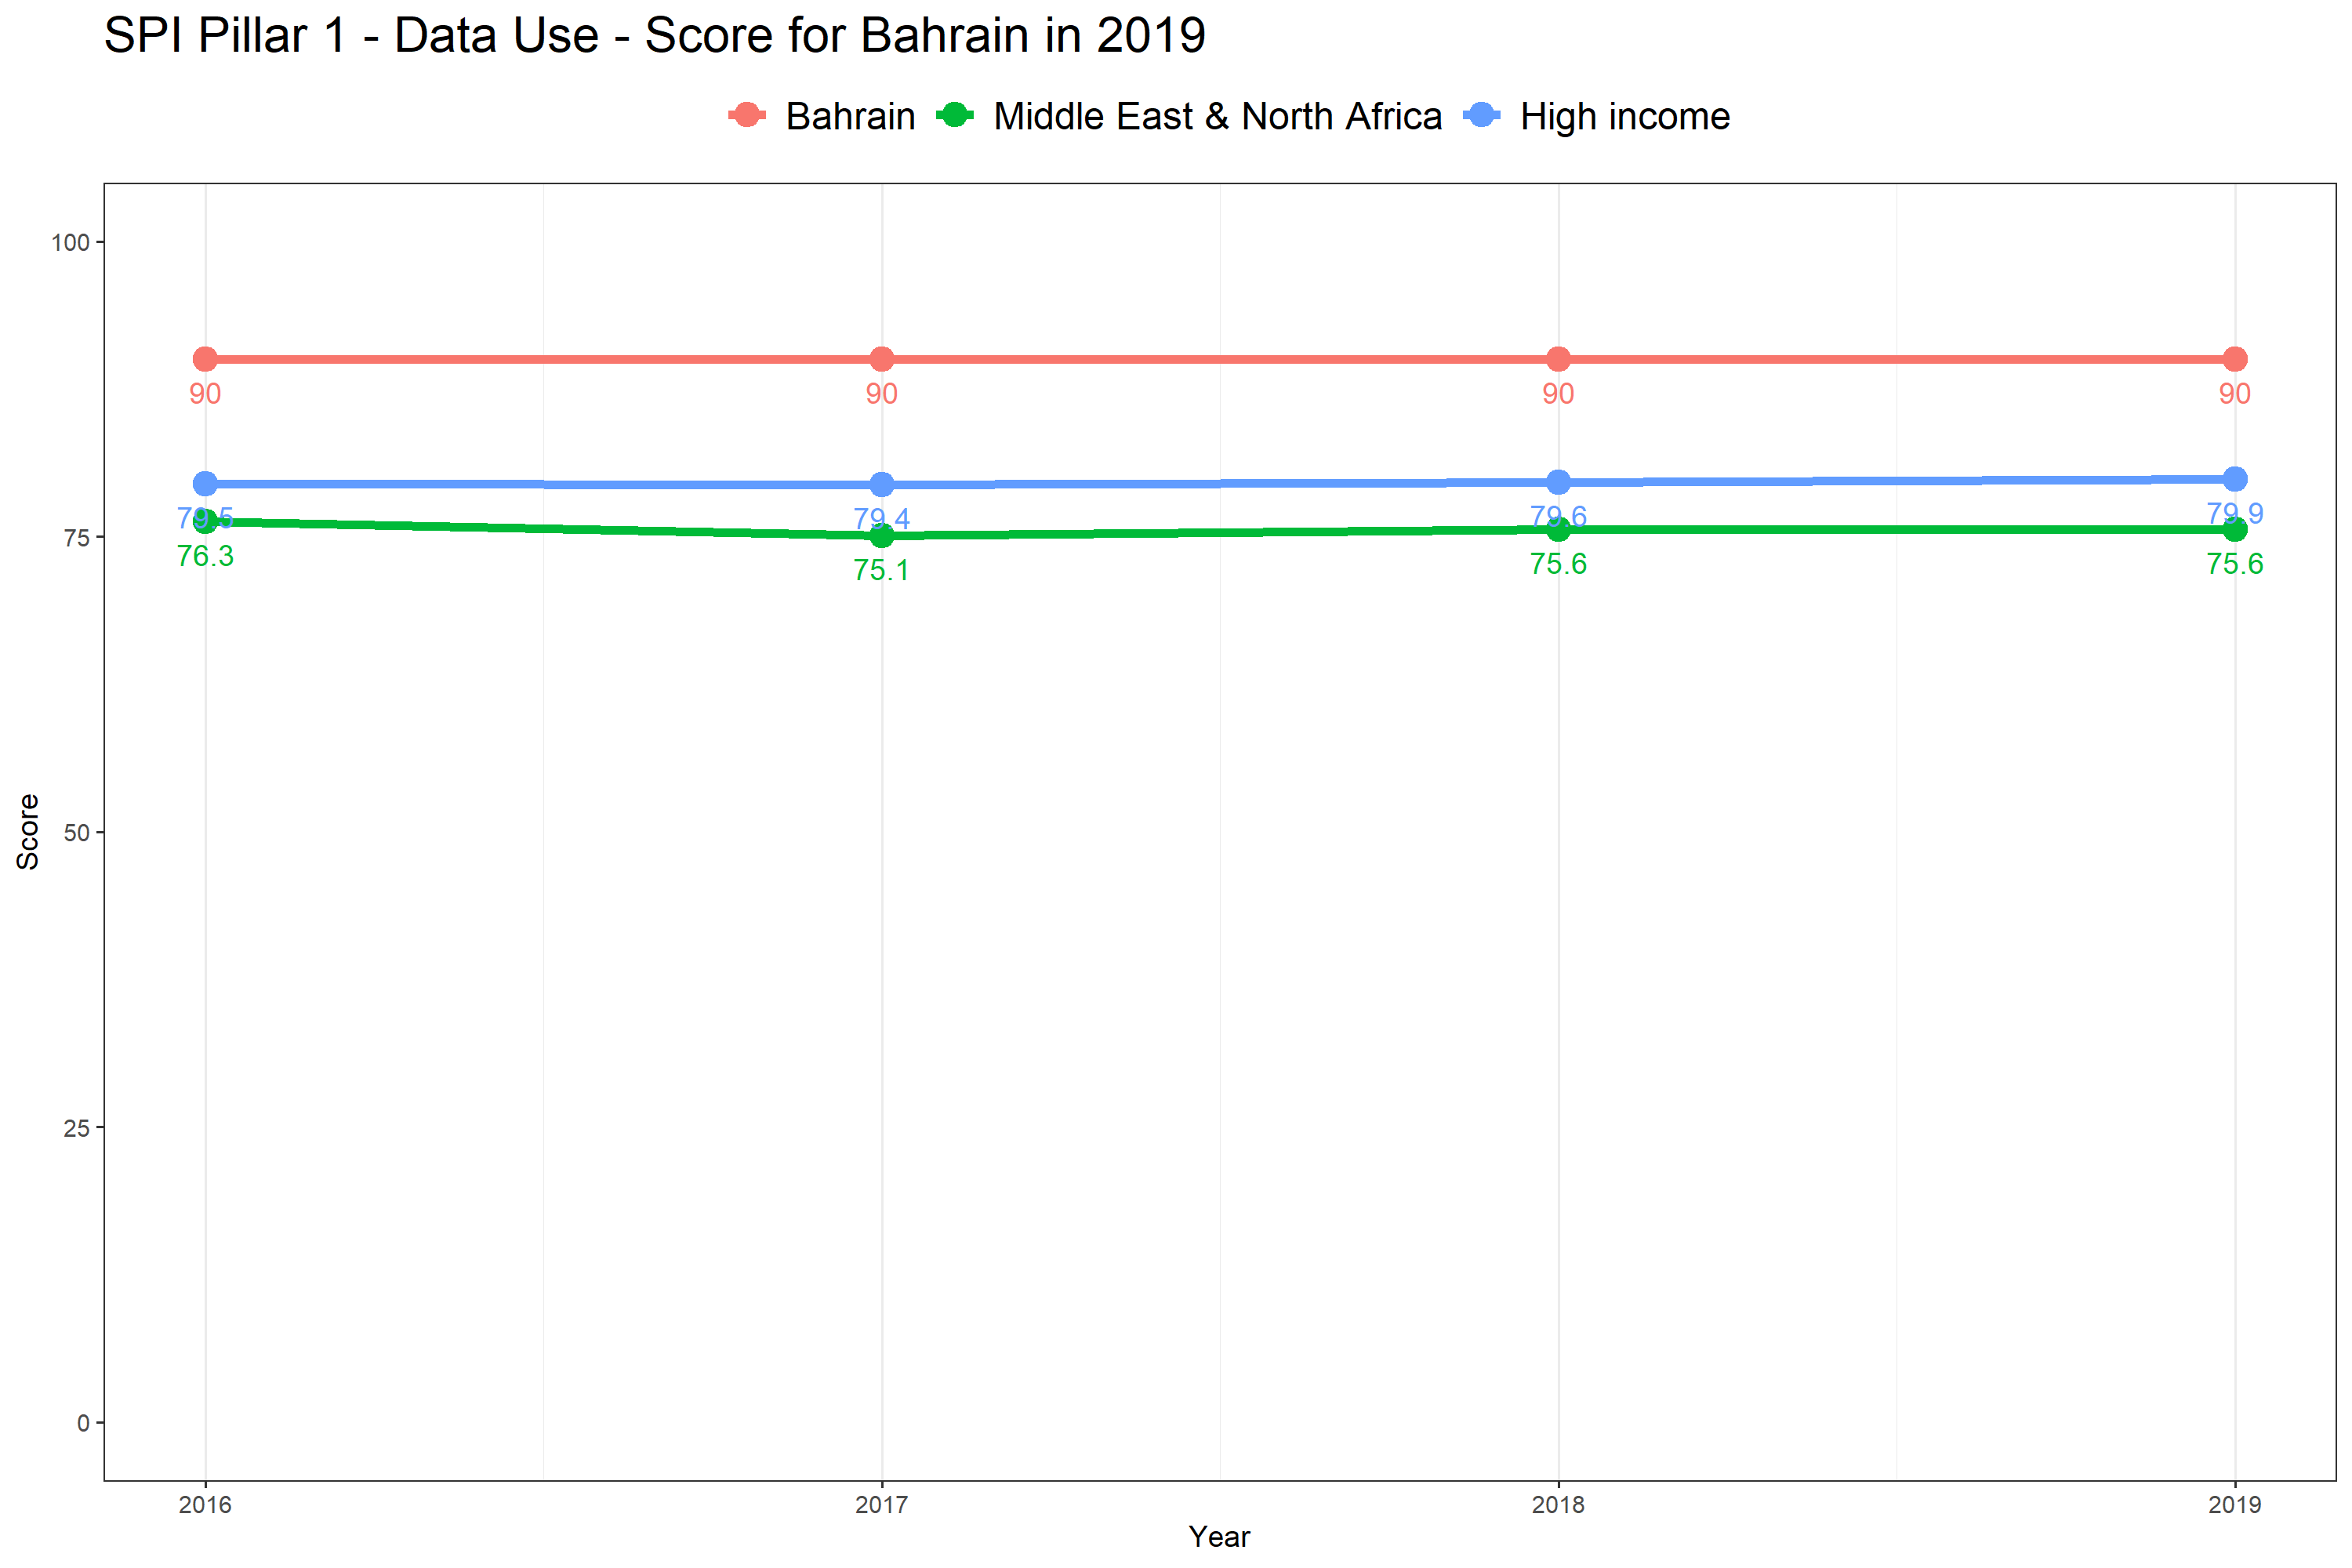 SPI Pillar 1 - Data Use - Score for Bahrain in 2019
Bahrain Middle East & North Africa High income
100
90 90 90 90
79.5 79.4 79.6 79.9
75
76.3 75.1 75.6 75.6
Score
50
25
0
2016 2017 2018 2019
Year